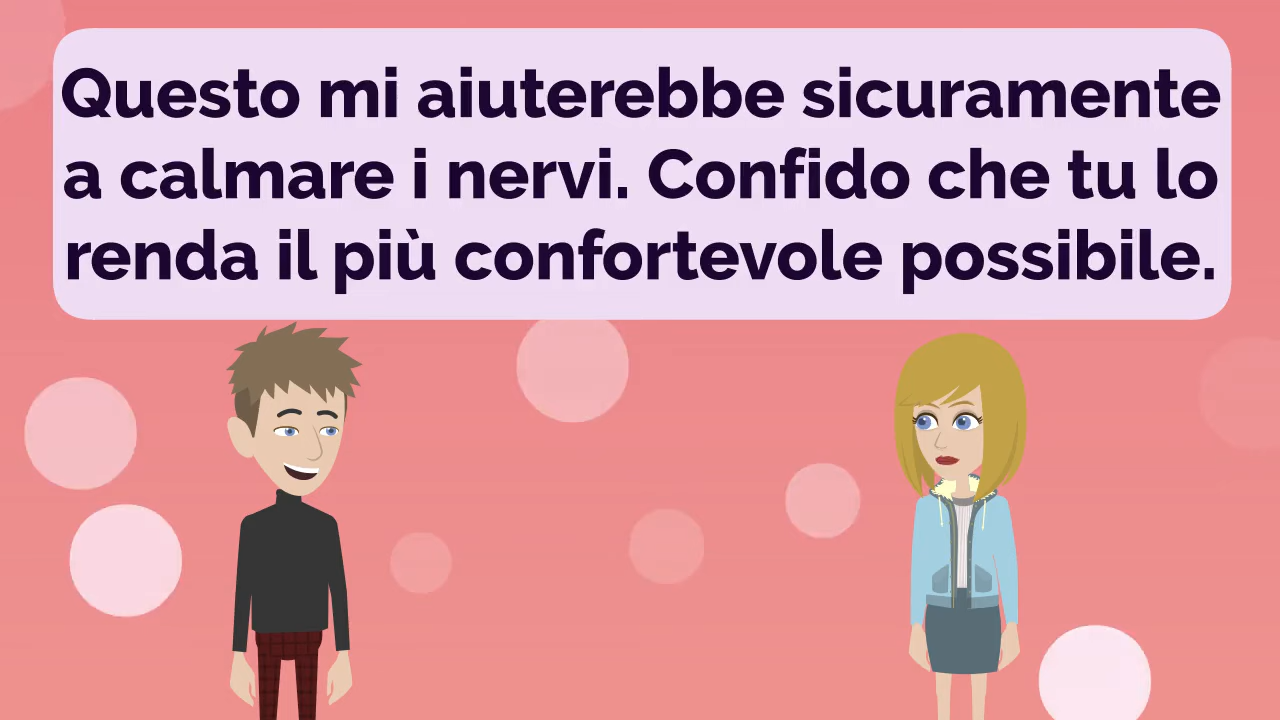 Questo mi aiuterebbe sicuramente
a calmare i nervi. Confido che tu lo
renda il più confortevole possibile.